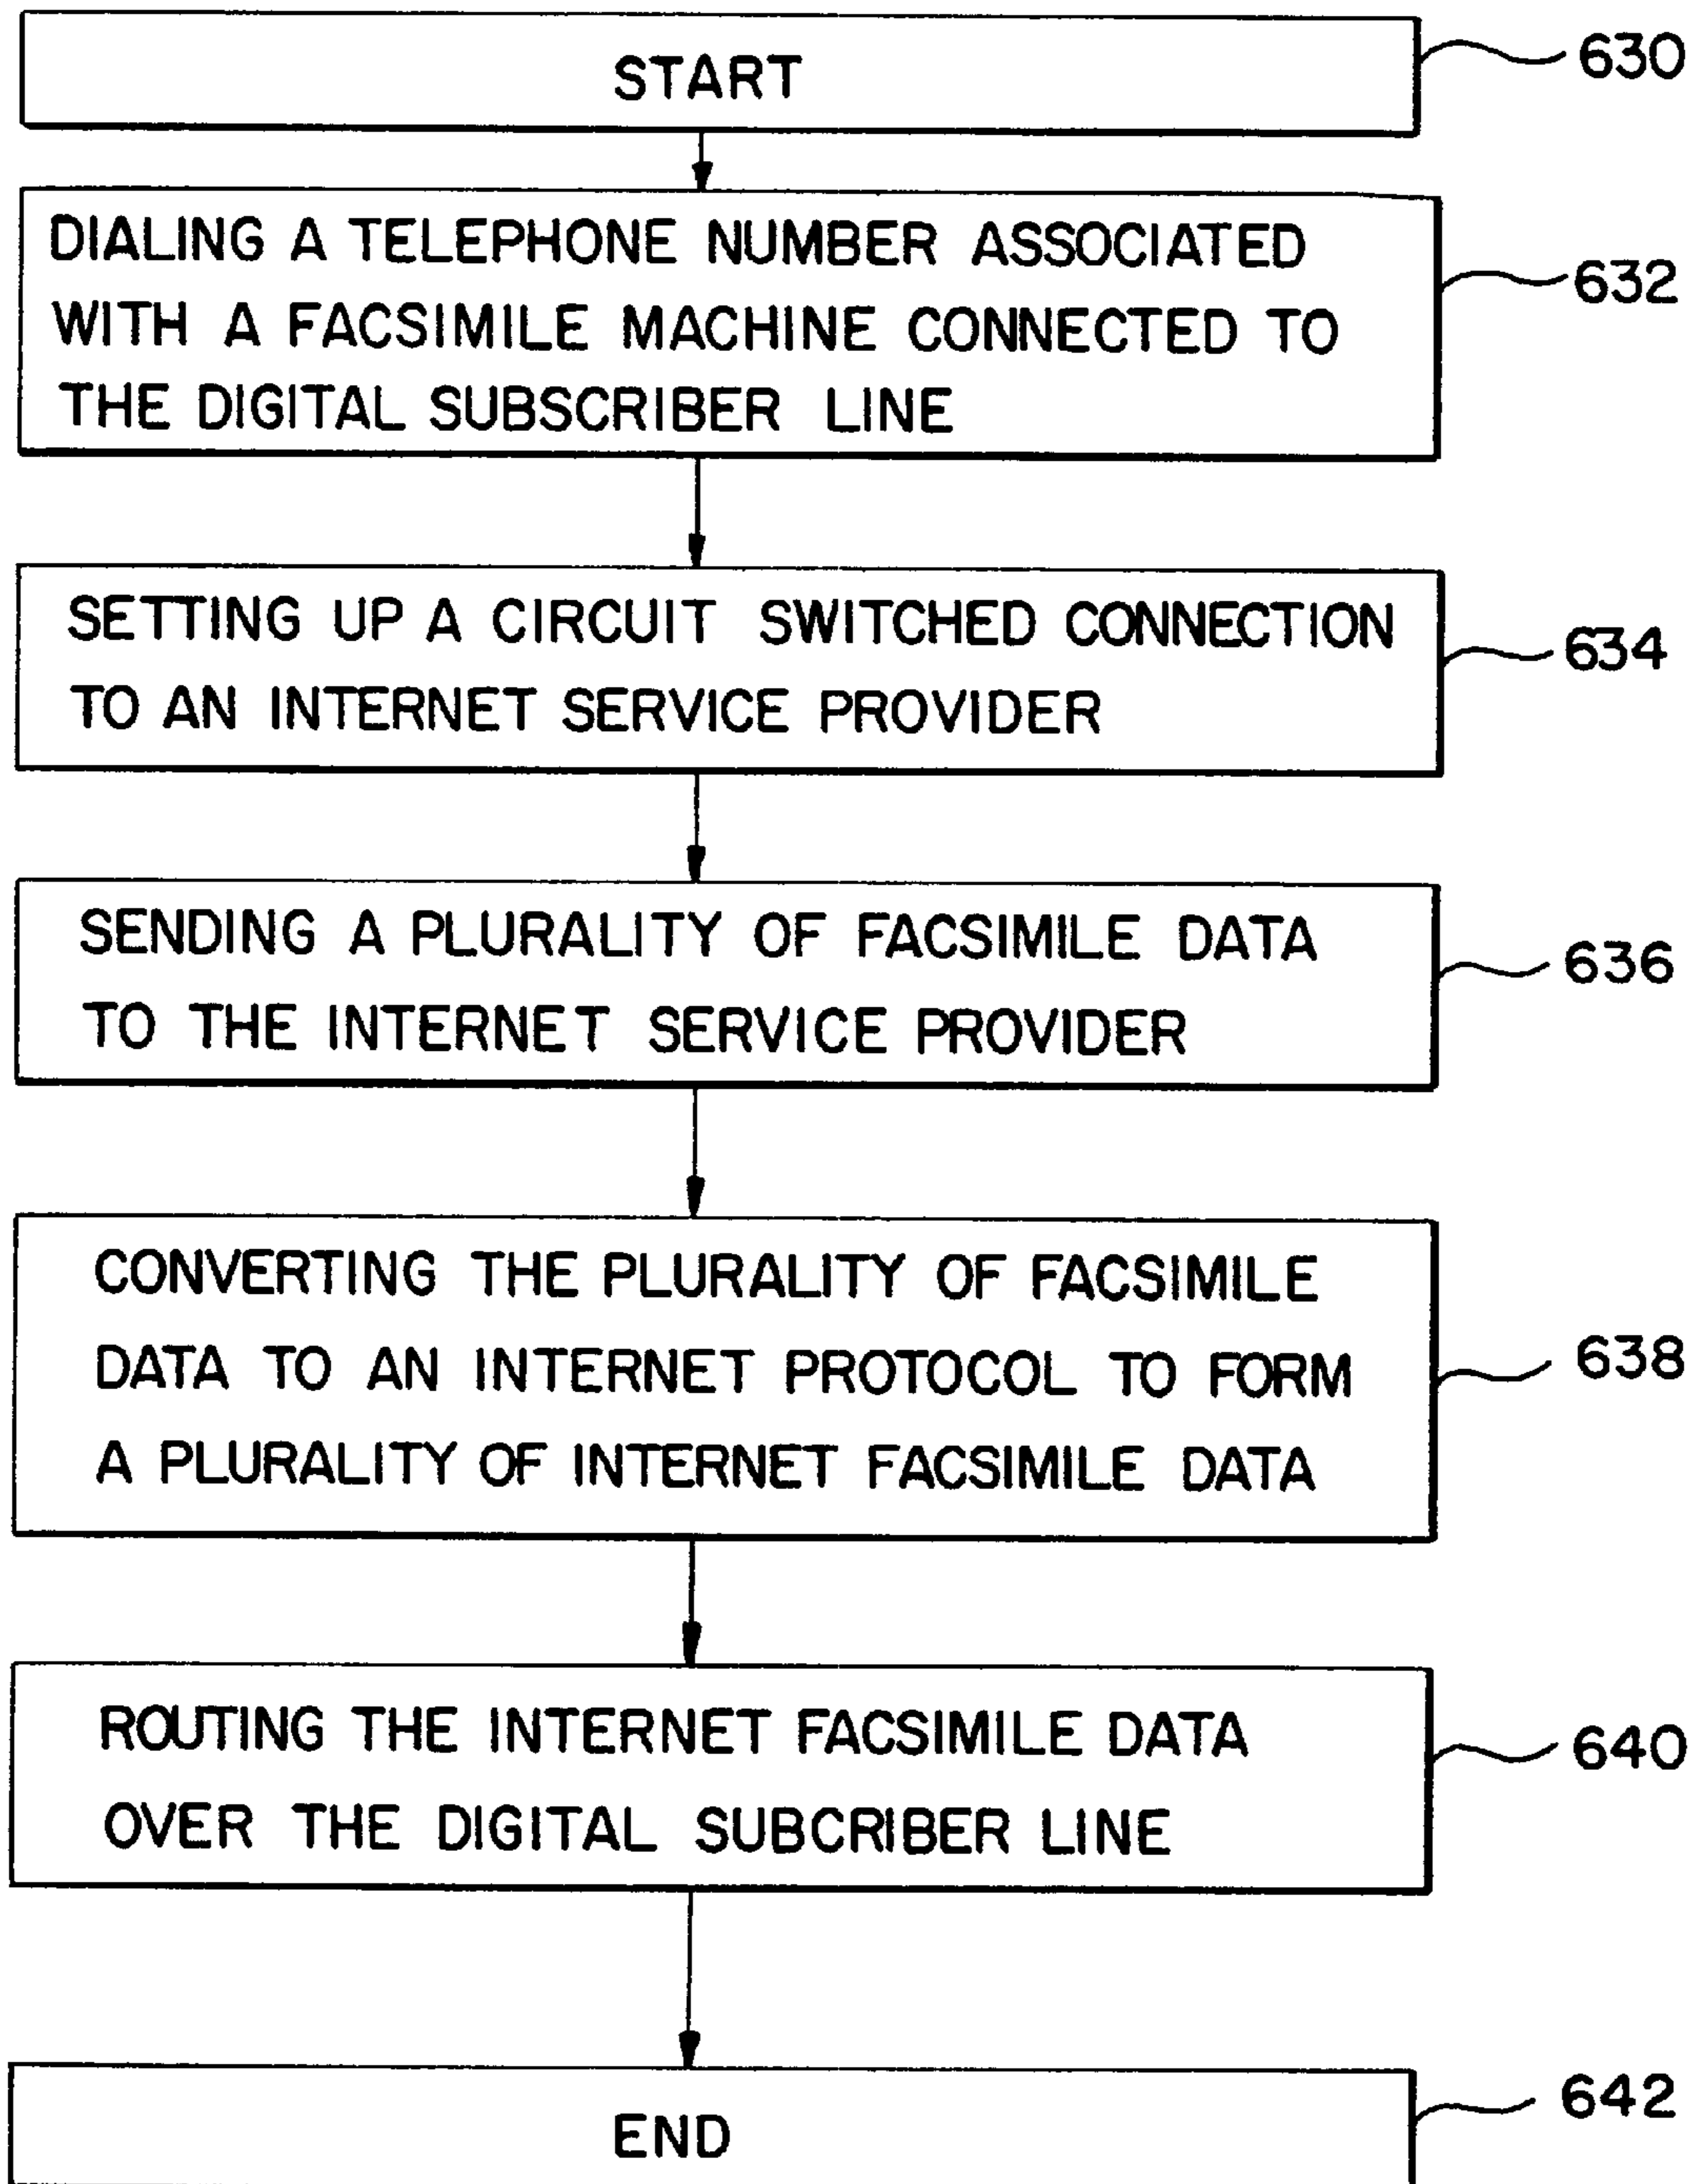 START
630
DIALING A TELEPHONE NUMBER ASSOCIATED
WITH A FACSIMILE MACHINE CONNECTED TO
THE DIGITAL SUBSCRIBER LINE
632
SETTING UP A CIRCUIT SWITCHED CONNECTION
TO AN INTERNET SERVICE PROVIDER
634
SENDING A PLURALITY OF FACSIMILE DATA
TO THE INTERNET SERVICE PROVIDER
636
CONVERTING THE PLURALITY OF FACSIMILE
DATA TO AN INTERNET PROTOCOL TO FORM
A PLURALITY OF INTERNET FACSIMILE DATA
638
ROUTING THE INTERNET FACSIMILE DATA
OVER THE DIGITAL SUBCRIBER LINE
640
END
642